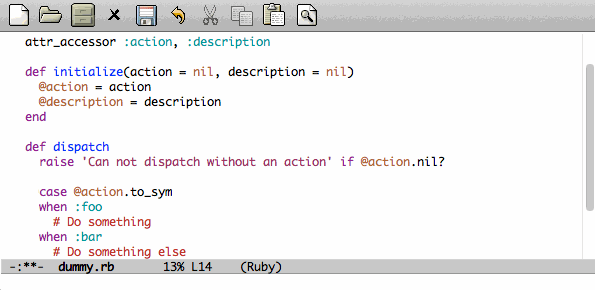 attr_accessor :action, :description

def initialize(action = nil, description = nil)
  @action = action
  @description = description
end

def dispatch
  raise 'Can not dispatch without an action' if @action.nil?

  case @action.to_sym
  when :foo
    # Do something
  when :bar
    # Do something else
-:**-  dummy.rb       13% L14    (Ruby)